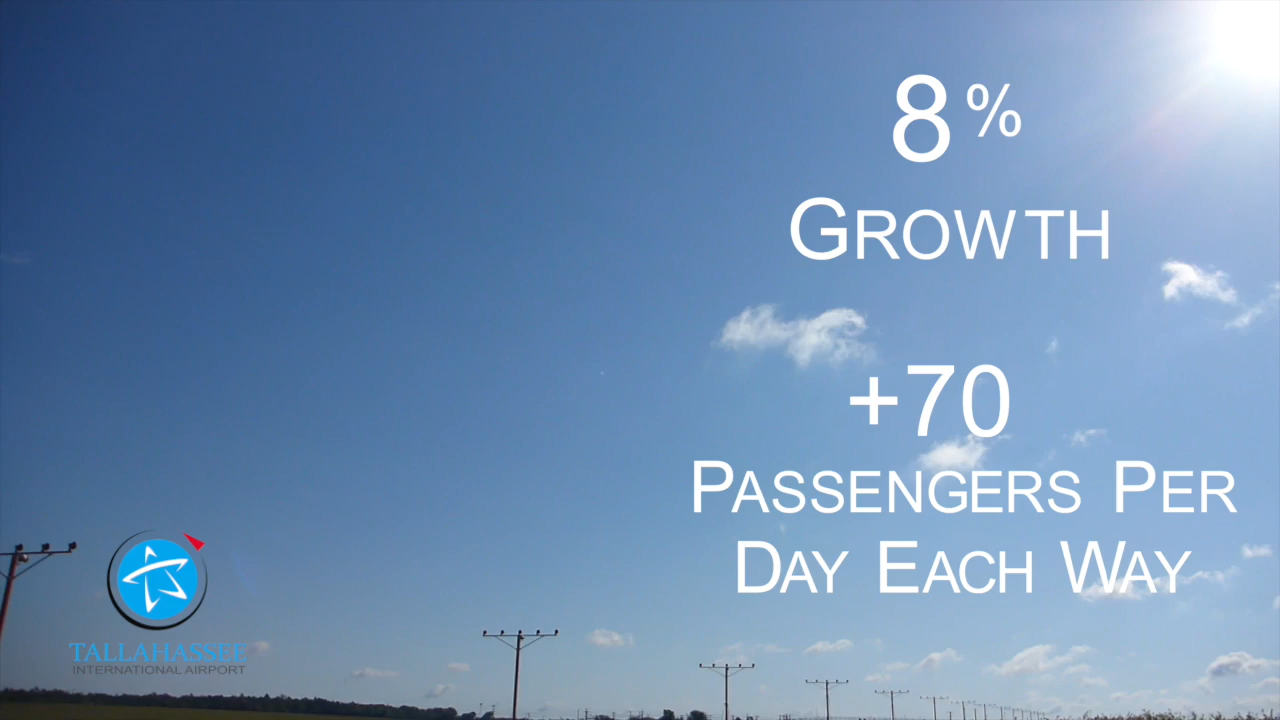 8%
GROWTH
+70
PASSENGERS PER
DAY EACH WAY
TALLAHASSEE
INTERNATIONAL AIRPORT